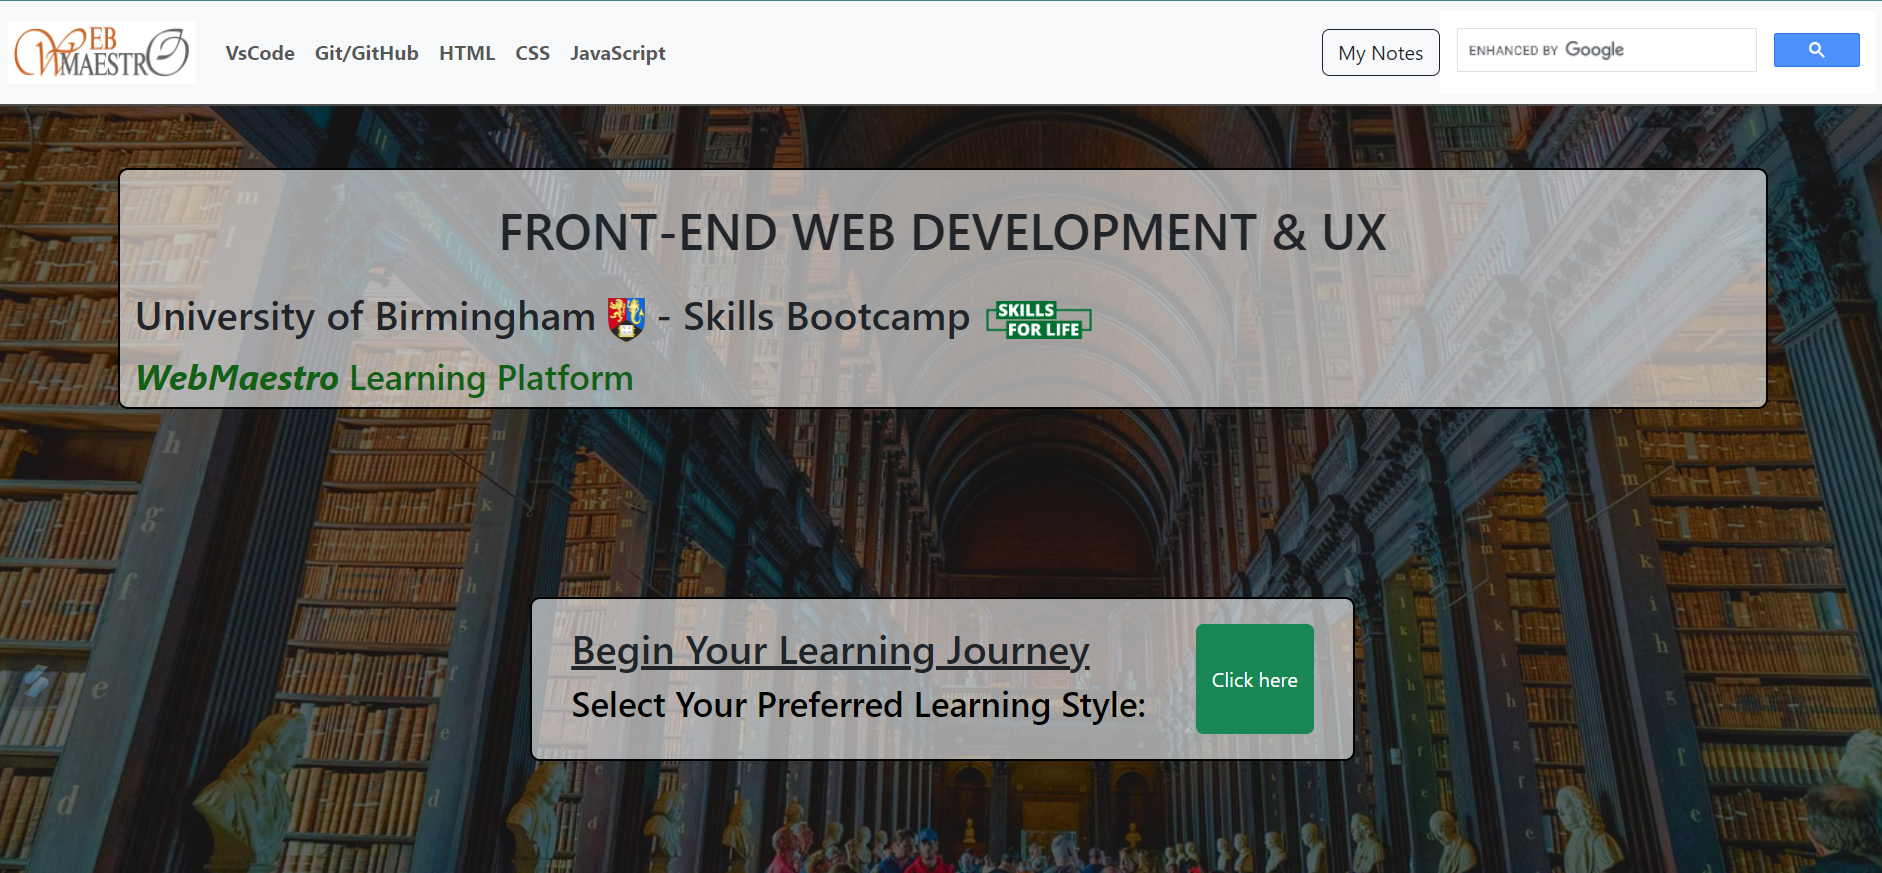 WEB
MAESTRO
VsCode Git/GitHub HTML CSS JavaScript
My Notes
ENHANCED BY Google
FRONT-END WEB DEVELOPMENT & UX
University of Birmingham - Skills Bootcamp
SKILLS
FOR LIFE
WebMaestro Learning Platform
Begin Your Learning Journey
Select Your Preferred Learning Style:
Click here